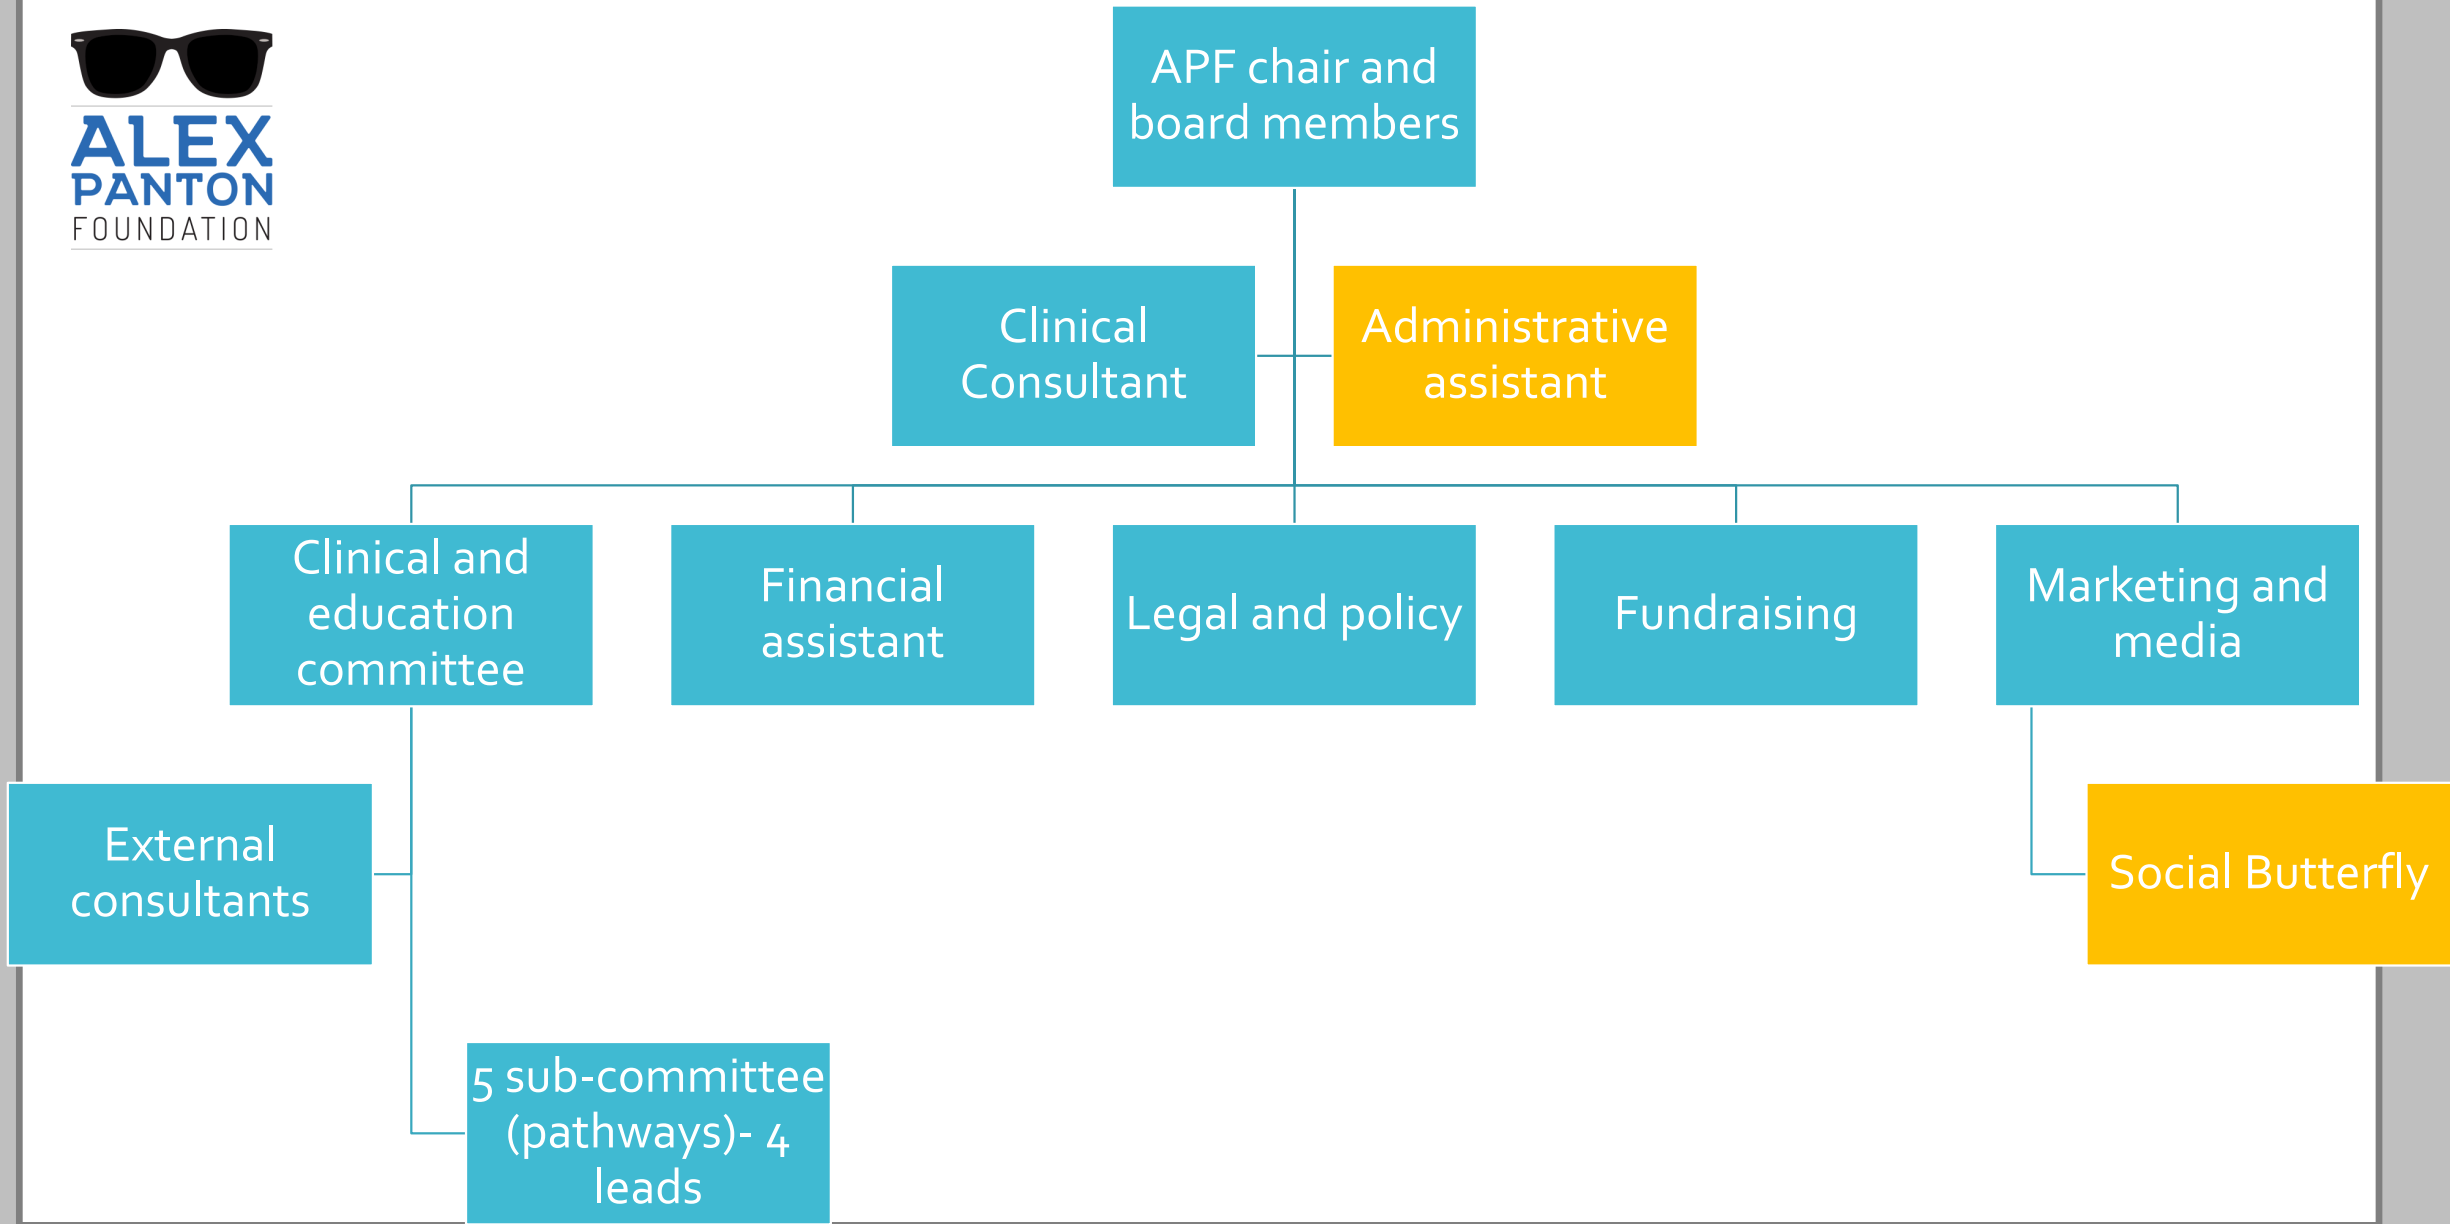 ALEX
PANTON
FOUNDATION
APF chair and
board members
Clinical
Consultant
Administrative
assistant
Clinical and
education
committee
Financial
assistant
Legal and policy
Fundraising
Marketing and
media
External
consultants
Social Butterfly
5 sub-committee
(pathways)- 4
leads